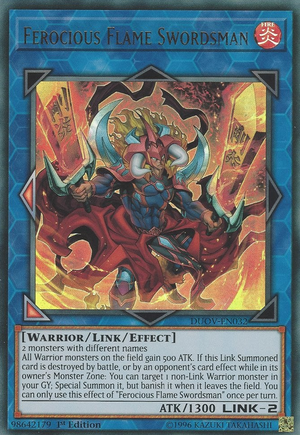 FEROCIOUS FLAME SWORDSMAN
FIRE
炎
DUOV-EN032
[WARRIOR/LINK/EFFECT]
2 monsters with different names
All Warrior monsters on the field gain 500 ATK. If this Link Summoned
card is destroyed by battle, or by an opponent's card effect while in its
owner's Monster Zone: You can target 1 non-Link Warrior monster in
your GY; Special Summon it, but banish it when it leaves the field. You
can only use this effect of "Ferocious Flame Swordsman" once per turn.
ATK/1300 LINK-2
98642179 1st Edition ©1996 KAZUKI TAKAHASHI